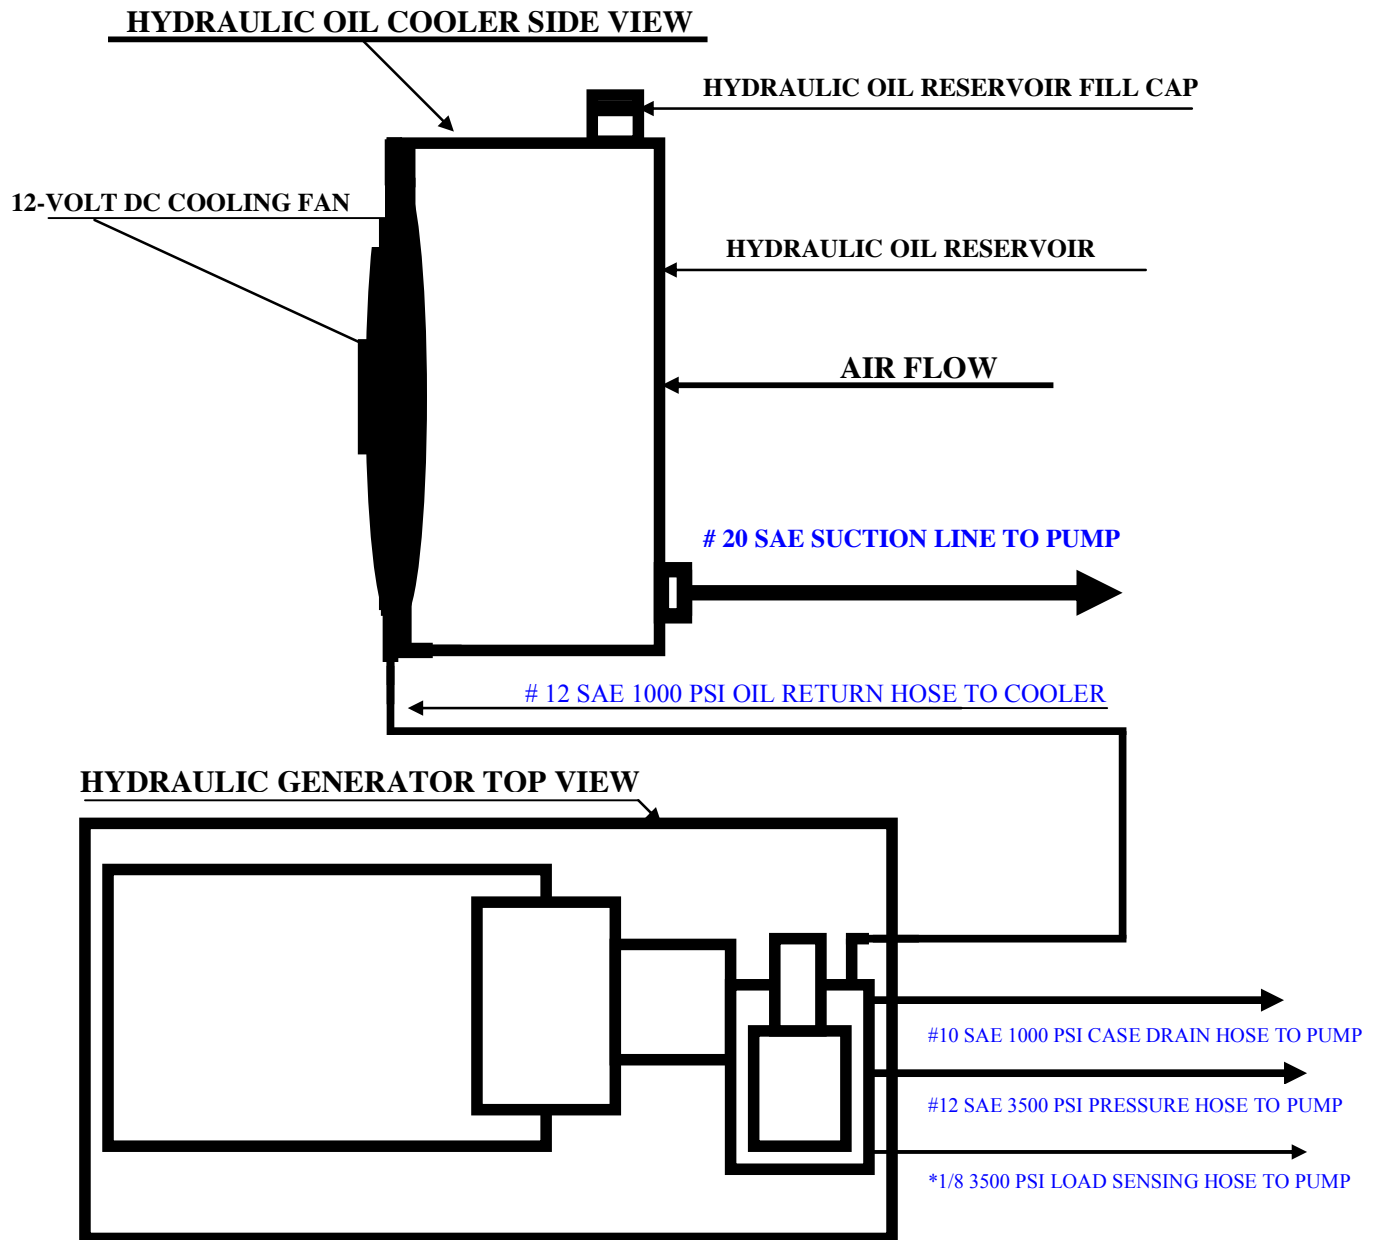 HYDRAULIC OIL COOLER SIDE VIEW
HYDRAULIC OIL RESERVOIR FILL CAP
12-VOLT DC COOLING FAN
HYDRAULIC OIL RESERVOIR
AIR FLOW
# 20 SAE SUCTION LINE TO PUMP
# 12 SAE 1000 PSI OIL RETURN HOSE TO COOLER
HYDRAULIC GENERATOR TOP VIEW
#10 SAE 1000 PSI CASE DRAIN HOSE TO PUMP
#12 SAE 3500 PSI PRESSURE HOSE TO PUMP
*1/8 3500 PSI LOAD SENSING HOSE TO PUMP